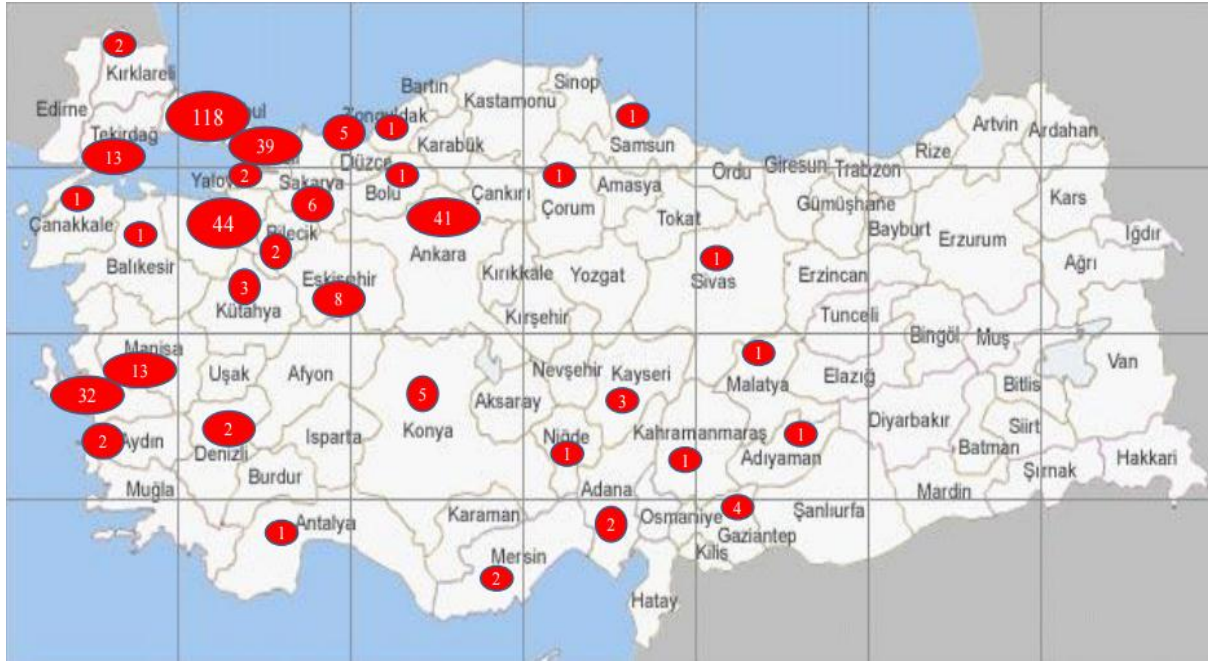 2
Kırklareli
Edirne
118
bul
Tekirdağ
13
39
5
Zonguldak
1
Bartın
Kastamonu
Sinop
1
Samsun
Karabük
Düzce
Yalova
2
Sakarya
Bolu
1
Çankırı
1
Çorum
Amasya
Ordu
Giresun
Trabzon
Rize
Artvin
Ardahan
Kars
Iğdır
Gümüşhane
Bayburt
Erzurum
Ağrı
Tokat
1
Çanakkale
1
Balıkesir
44
6
Bilecik
2
41
Ankara
Kırıkkale
Yozgat
1
Sivas
Erzincan
Tunceli
3
Kütahya
Eskişehir
8
Kırşehir
Bingöl
Muş
Van
Manisa
13
32
Uşak
Afyon
5
Konya
Aksaray
Nevşehir
Kayseri
3
1
Malatya
Elazığ
Bitlis
Diyarbakır
Siirt
Batman
Şırnak
Hakkari
2
Aydın
2
Denizli
Isparta
Burdur
Niğde
1
Kahramanmaraş
1
1
Adıyaman
Mardin
Muğla
1
Antalya
Karaman
Adana
2
Osmaniye
4
Gaziantep
Şanlıurfa
Kilis
Mersin
2
Hatay